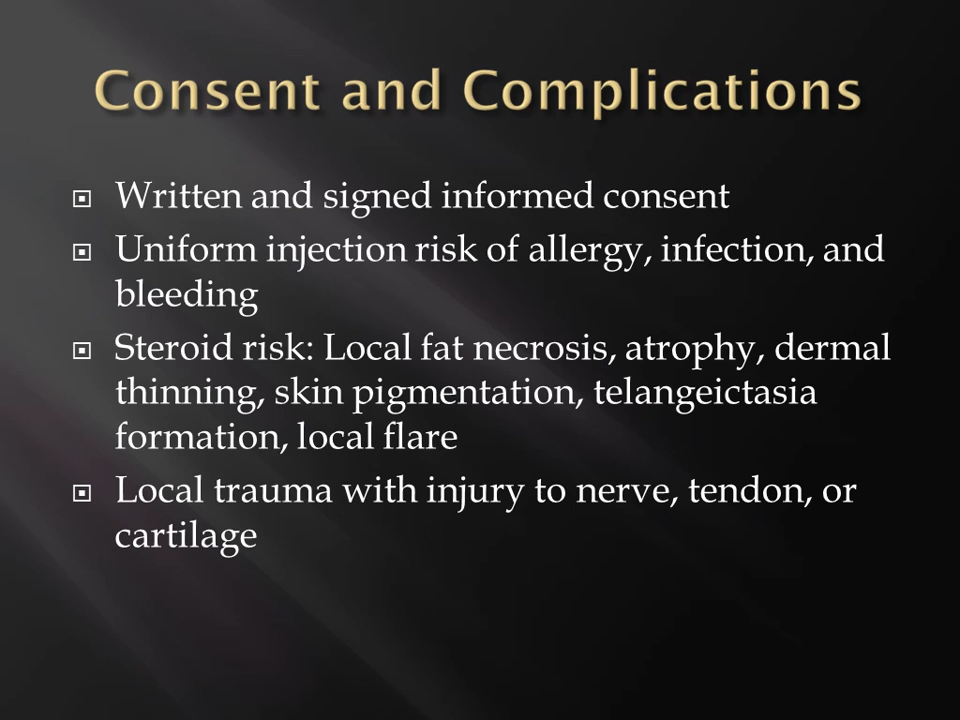 Consent and Complications
Written and signed informed consent
Uniform injection risk of allergy, infection, and
bleeding
Steroid risk: Local fat necrosis, atrophy, dermal
thinning, skin pigmentation, telangeictasia
formation, local flare
Local trauma with injury to nerve, tendon, or
cartilage